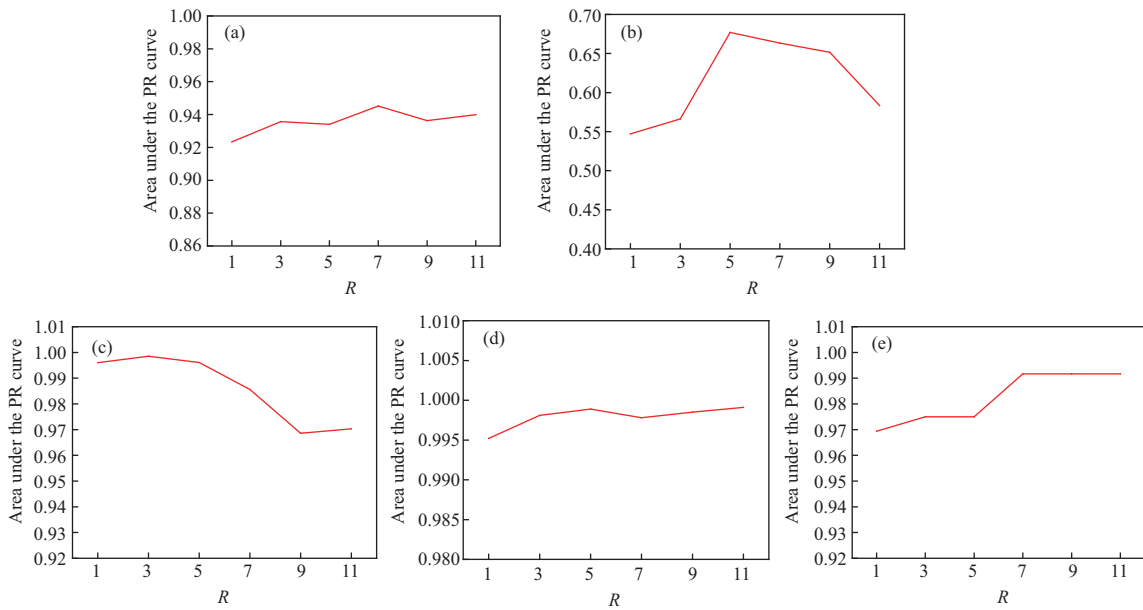 (a)
Area under the PR curve
1.00
0.98
0.96
0.94
0.92
0.90
0.88
0.86
1 3 5 7 9 11
R
(b)
Area under the PR curve
0.70
0.65
0.60
0.55
0.50
0.45
0.40
1 3 5 7 9 11
R
(c)
Area under the PR curve
1.01
1.00
0.99
0.98
0.97
0.96
0.95
0.94
0.93
0.92
1 3 5 7 9 11
R
(d)
Area under the PR curve
1.010
1.005
1.000
0.995
0.990
0.985
0.980
1 3 5 7 9 11
R
(e)
Area under the PR curve
1.01
1.00
0.99
0.98
0.97
0.96
0.95
0.94
0.93
0.92
1 3 5 7 9 11
R